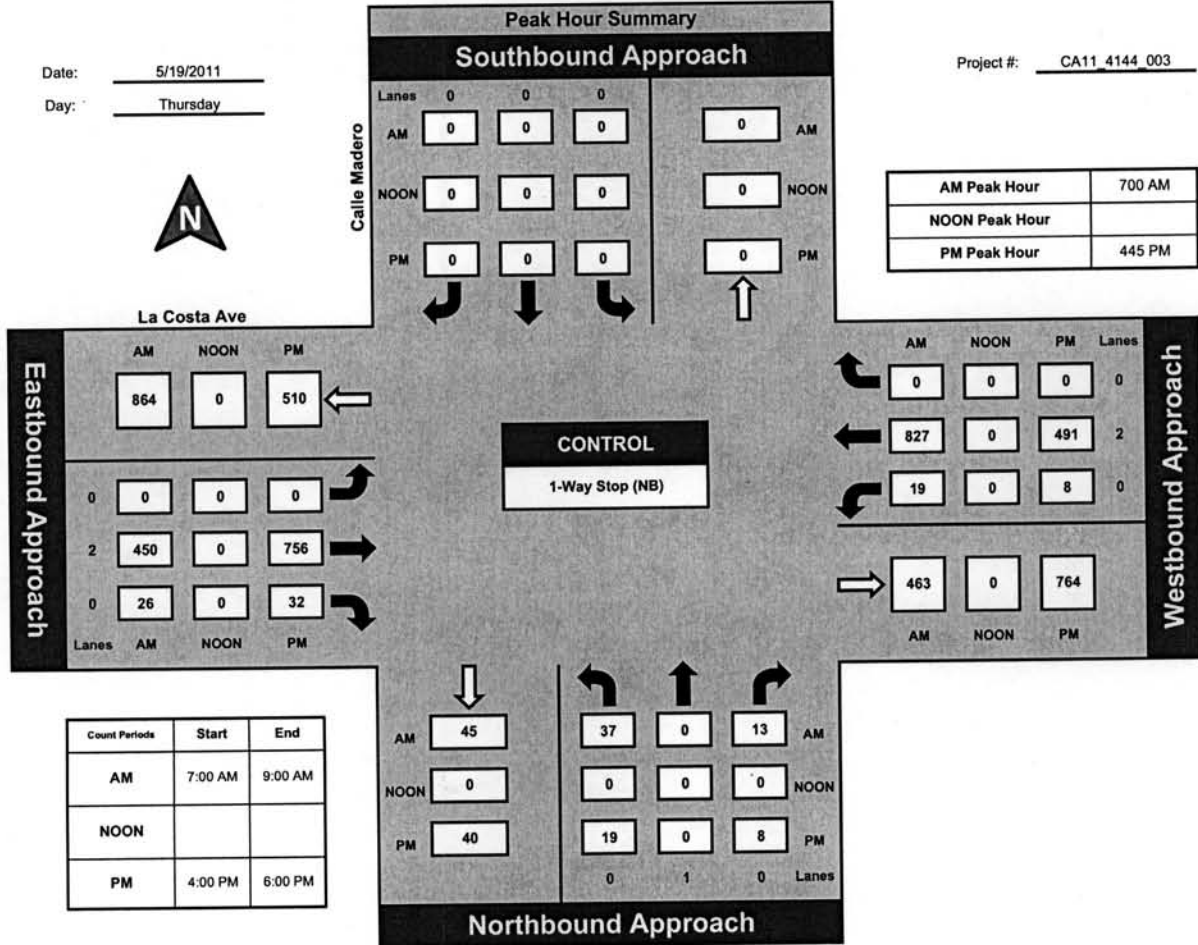 Peak Hour Summary
Southbound Approach
Date: 5/19/2011
Day: Thursday
Project #: CA11_4144_003
N
Calle Madero
Lanes 0 0 0
AM 0 0 0 0 AM
NOON 0 0 0 0 NOON
PM 0 0 0 0 PM
AM Peak Hour 700 AM
NOON Peak Hour
PM Peak Hour 445 PM
La Costa Ave
Eastbound Approach
AM NOON PM
864 0 510
0 0 0 0
2 450 0 756
0 26 0 32
Lanes AM NOON PM
CONTROL
1-Way Stop (NB)
AM NOON PM Lanes
0 0 0 0
827 0 491 2
19 0 8 0
463 0 764
AM NOON PM
Westbound Approach
Count Periods Start End
AM 7:00 AM 9:00 AM
NOON
PM 4:00 PM 6:00 PM
AM 45 37 0 13 AM
NOON 0 0 0 0 NOON
PM 40 19 0 8 PM
0 1 0 Lanes
Northbound Approach